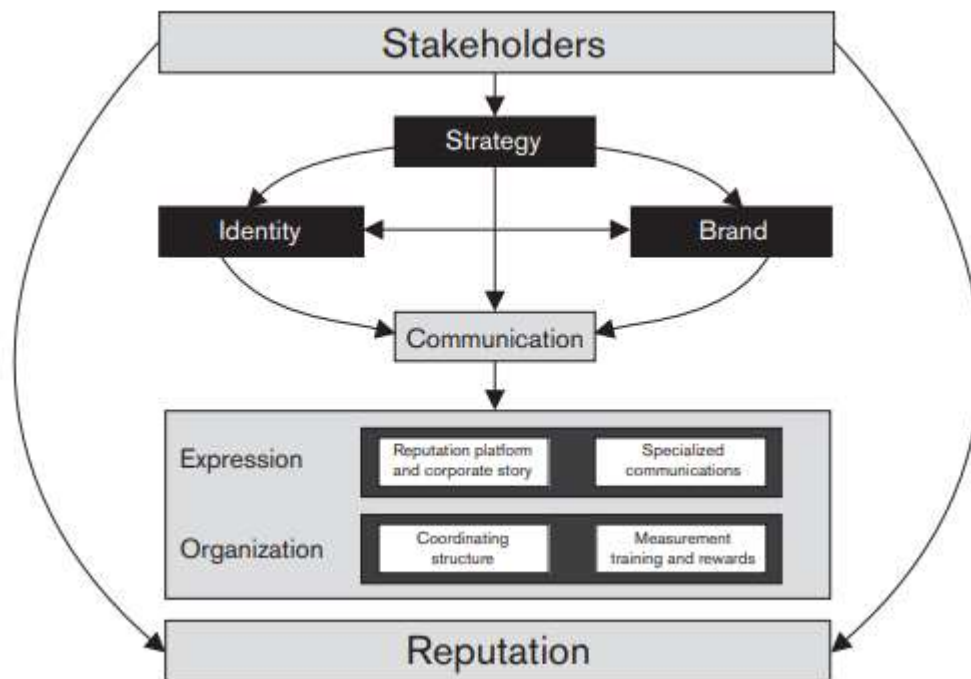 Stakeholders
Strategy
Identity
Brand
Communication
Expression
Reputation platform
and corporate story
Specialized
communications
Organization
Coordinating
structure
Measurement
training and rewards
Reputation